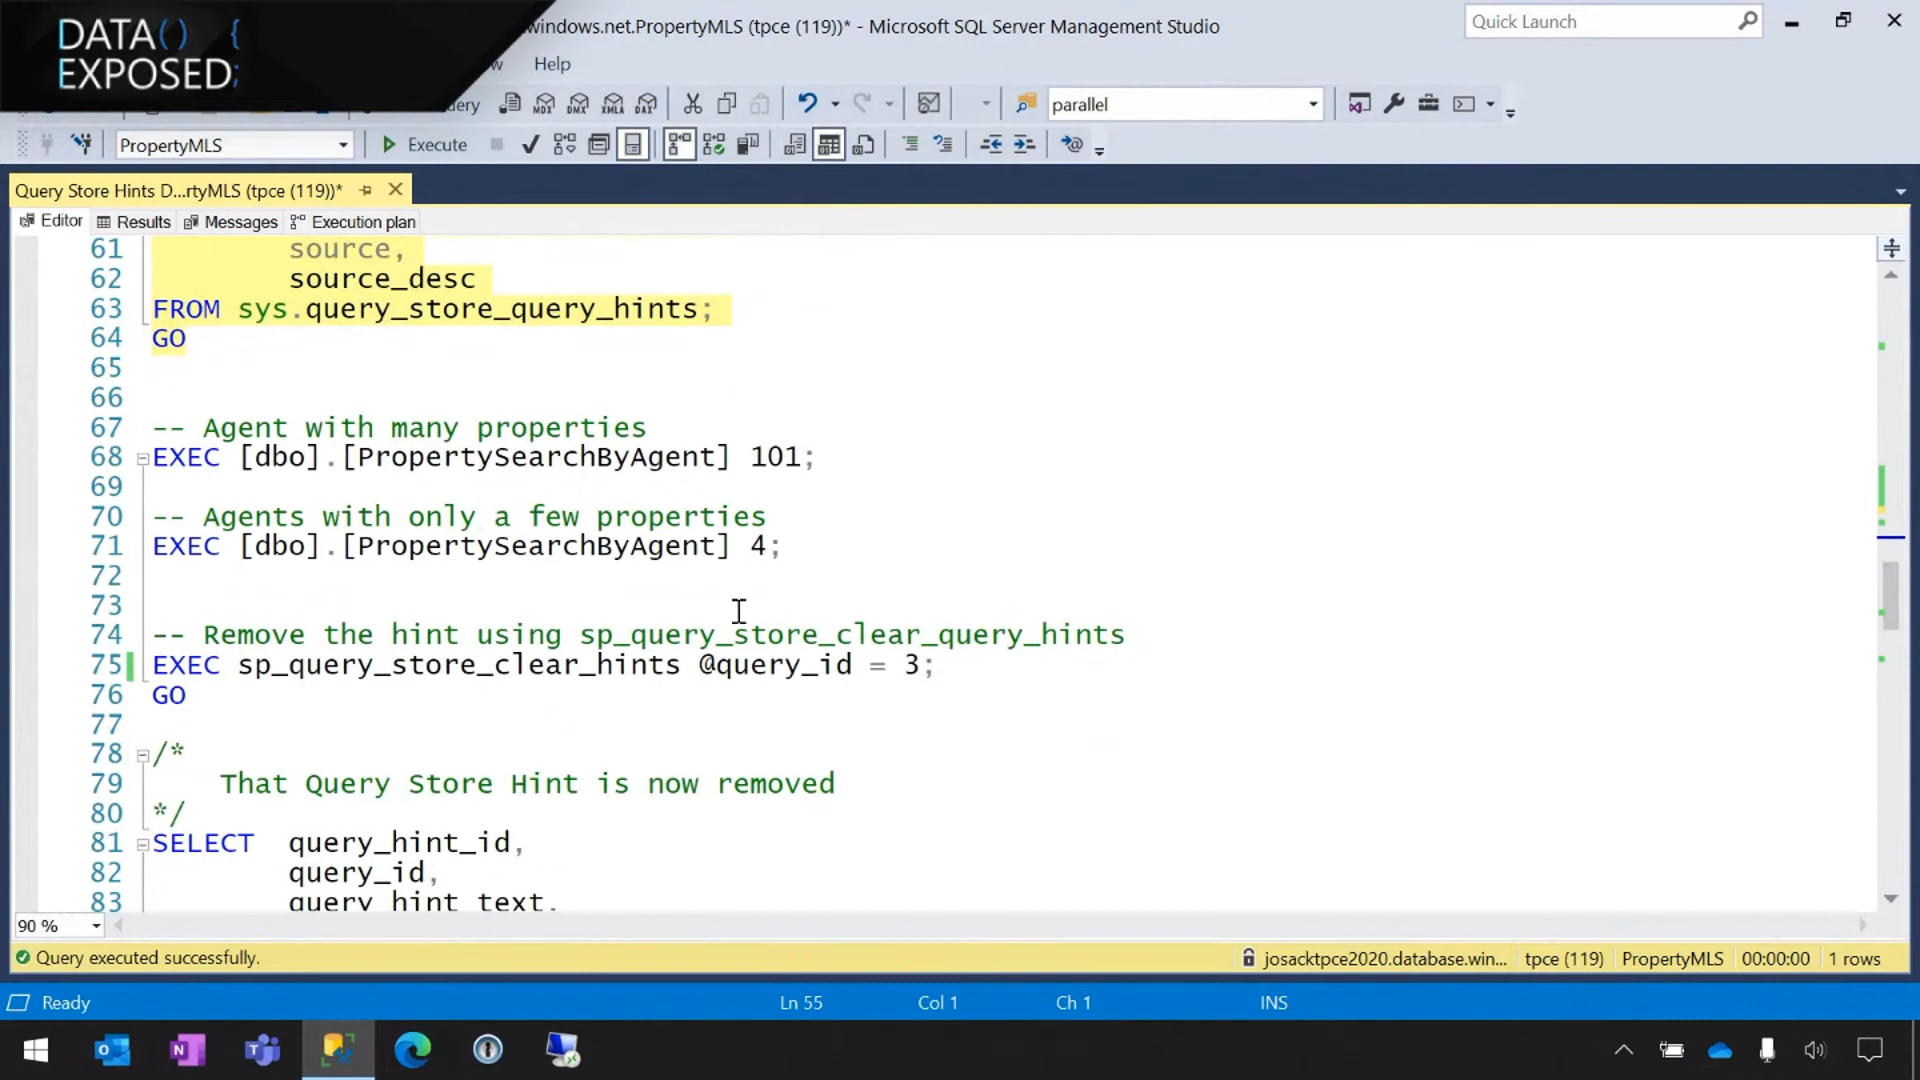 DATA() {
EXPOSED;
windows.net.PropertyMLS (tpce (119))* - Microsoft SQL Server Management Studio
Quick Launch
Help
MDX DMX XMLA DAX
parallel
PropertyMLS
Execute
Query Store Hints D...rtyMLS (tpce (119))*
Editor Results Messages Execution plan
61 source,
62 source_desc
63 FROM sys.query_store_query_hints;
64 GO
65
66
67 -- Agent with many properties
68 EXEC [dbo].[PropertySearchByAgent] 101;
69
70 -- Agents with only a few properties
71 EXEC [dbo].[PropertySearchByAgent] 4;
72
73
74 -- Remove the hint using sp_query_store_clear_query_hints
75 EXEC sp_query_store_clear_hints @query_id = 3;
76 GO
77
78 /*
79 That Query Store Hint is now removed
80 */
81 SELECT query_hint_id,
82 query_id,
83 query_hint_text,
90 %
Query executed successfully.
josacktpce2020.database.win... tpce (119) PropertyMLS 00:00:00 1 rows
Ready Ln 55 Col 1 Ch 1 INS